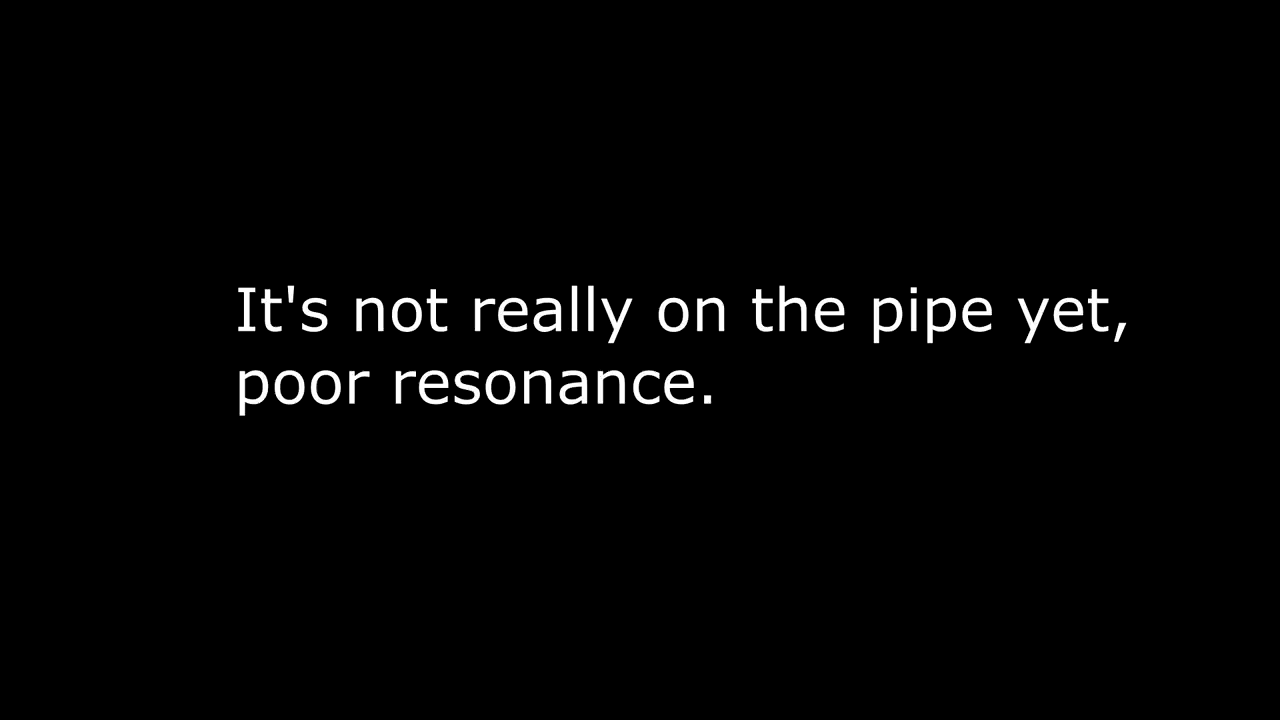 It's not really on the pipe yet,
poor resonance.